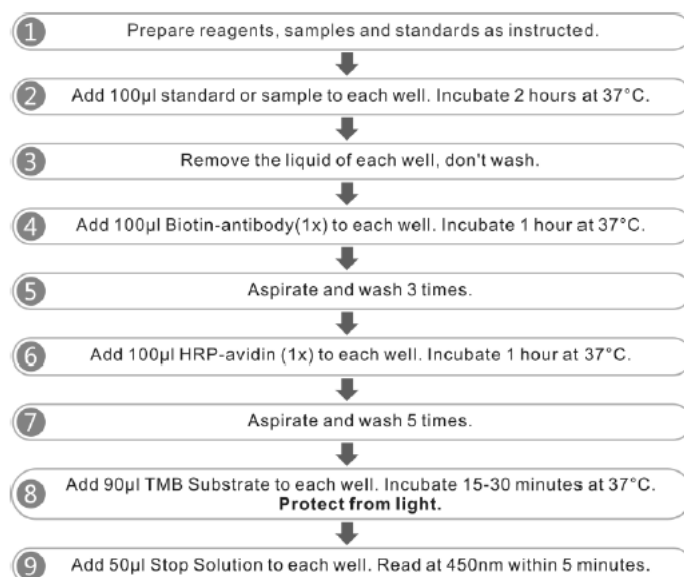 1 Prepare reagents, samples and standards as instructed.
2 Add 100μl standard or sample to each well. Incubate 2 hours at 37°C.
3 Remove the liquid of each well, don't wash.
4 Add 100μl Biotin-antibody(1x) to each well. Incubate 1 hour at 37°C.
5 Aspirate and wash 3 times.
6 Add 100μl HRP-avidin (1x) to each well. Incubate 1 hour at 37°C.
7 Aspirate and wash 5 times.
8 Add 90μl TMB Substrate to each well. Incubate 15-30 minutes at 37°C.
Protect from light.
9 Add 50μl Stop Solution to each well. Read at 450nm within 5 minutes.